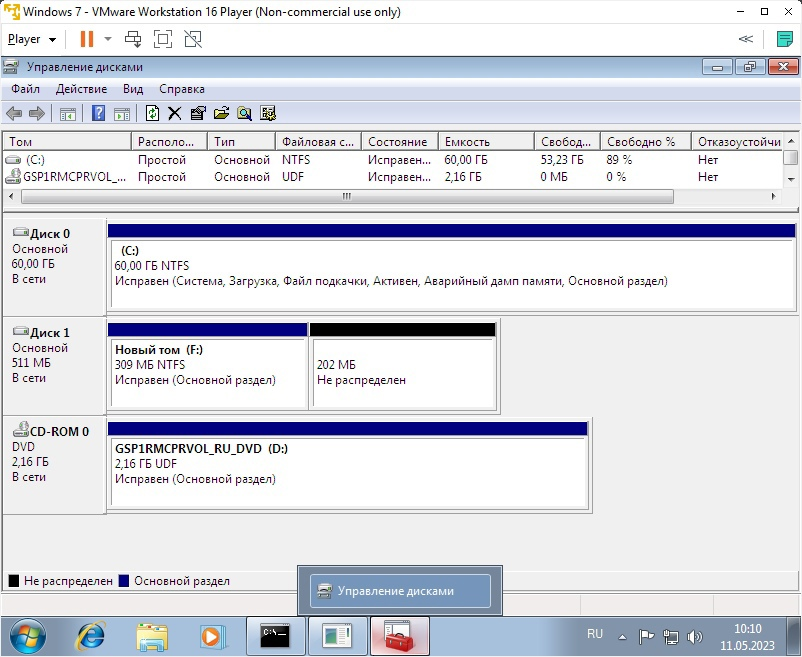 Windows 7 - VMware Workstation 16 Player (Non-commercial use only)
Player
Управление дисками
Файл Действие Вид Справка
Том Располо... Тип Файловая с... Состояние Емкость Свобод... Свободно % Отказоустойчи
(C:) Простой Основной NTFS Исправен... 60,00 ГБ 53,23 ГБ 89 % Нет
GSP1RMCPRVOL_... Простой Основной UDF Исправен... 2,16 ГБ 0 МБ 0 % Нет
Диск 0
Основной
60,00 ГБ
В сети
(C:)
60,00 ГБ NTFS
Исправен (Система, Загрузка, Файл подкачки, Активен, Аварийный дамп памяти, Основной раздел)
Диск 1
Основной
511 МБ
В сети
Новый том (F:)
309 МБ NTFS
Исправен (Основной раздел)
202 МБ
Не распределен
CD-ROM 0
DVD
2,16 ГБ
В сети
GSP1RMCPRVOL_RU_DVD (D:)
2,16 ГБ UDF
Исправен (Основной раздел)
Не распределен Основной раздел
Управление дисками
RU
10:10
11.05.2023